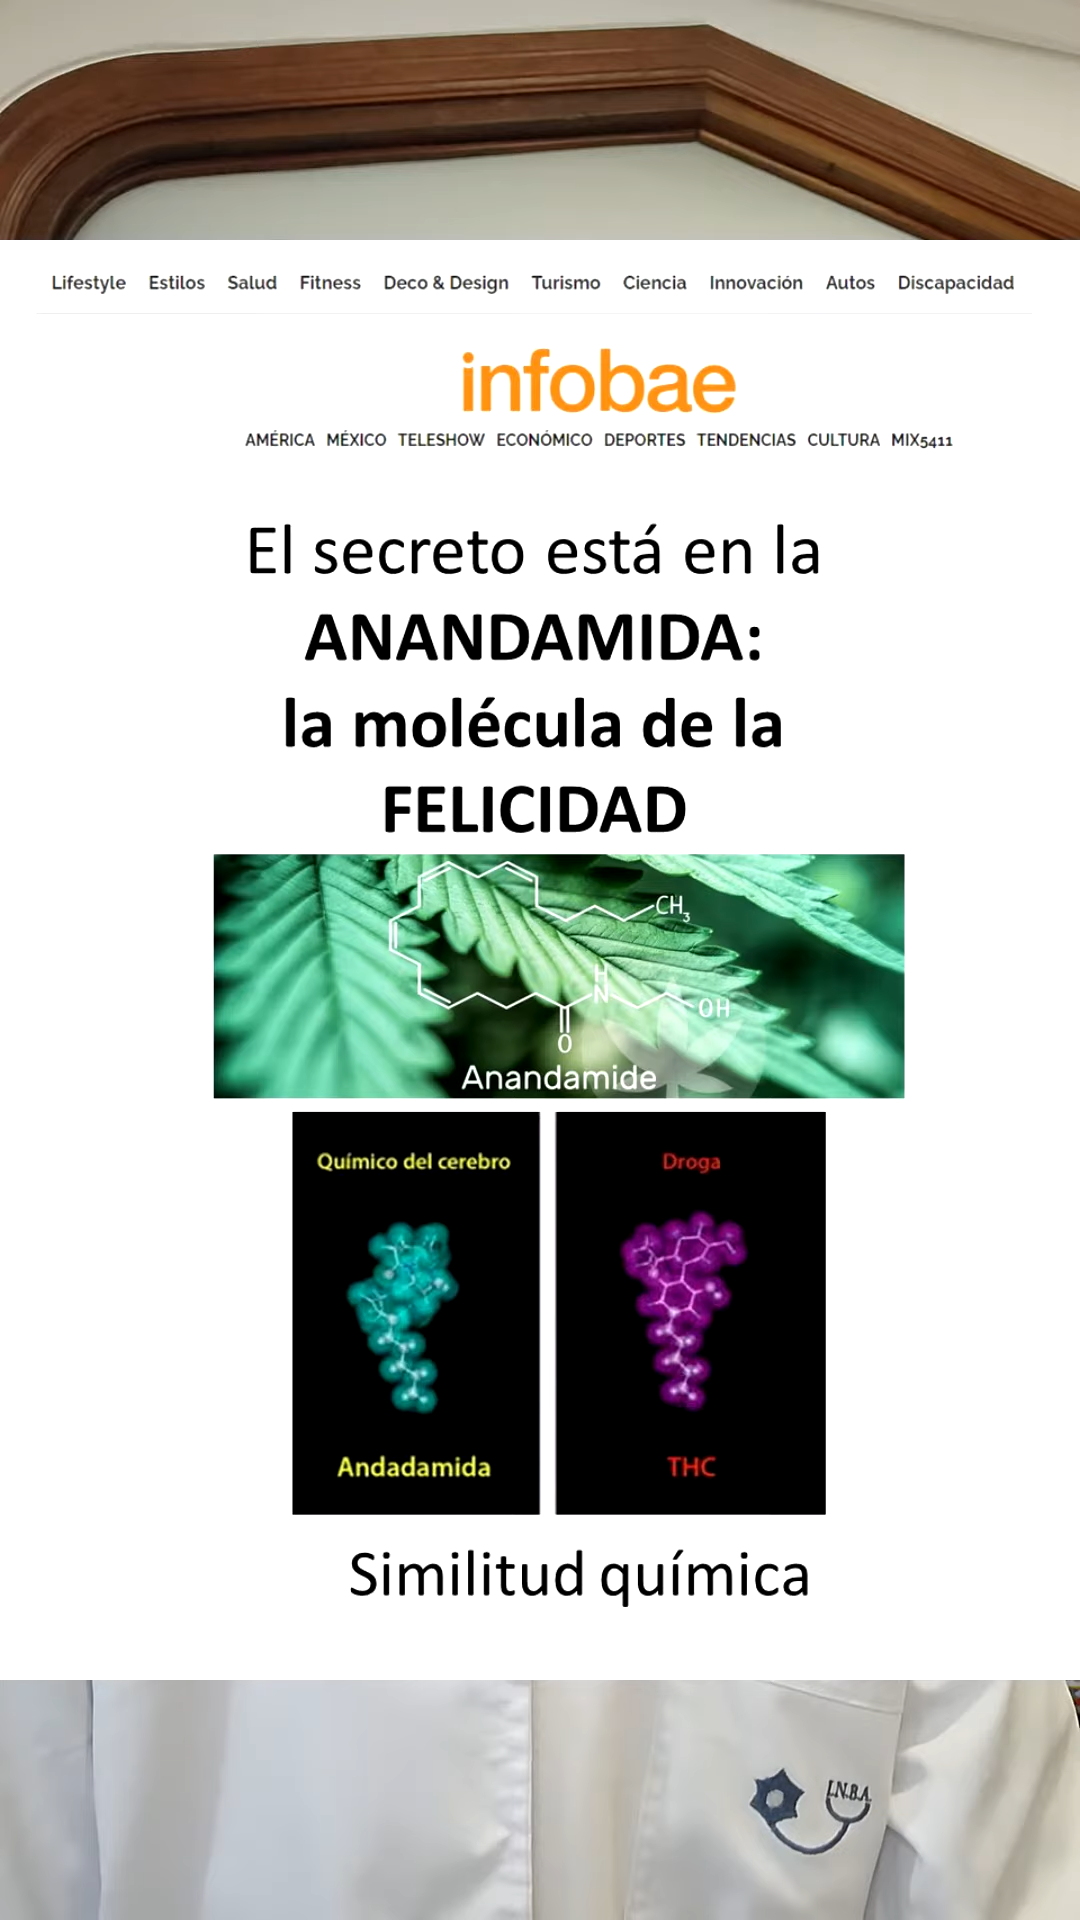 Lifestyle Estilos Salud Fitness Deco & Design Turismo Ciencia Innovación Autos Discapacidad
infobae
AMÉRICA MÉXICO TELESHOW ECONÓMICO DEPORTES TENDENCIAS CULTURA MIX5411
El secreto está en la
ANANDAMIDA:
la molécula de la
FELICIDAD
CH3
H
N
OH
O
Anandamide
Químico del cerebro
Droga
Andadamida
THC
Similitud química
I.N.B.A.